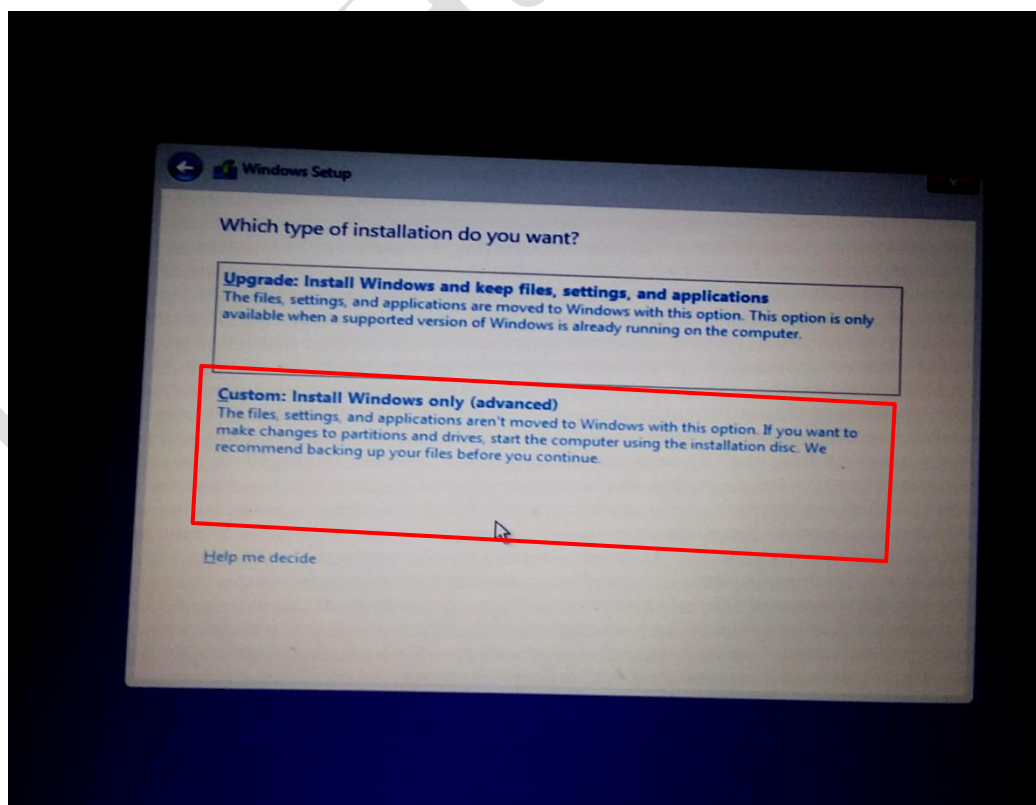 Windows Setup
Which type of installation do you want?
Upgrade: Install Windows and keep files, settings, and applications
The files, settings, and applications are moved to Windows with this option. This option is only
available when a supported version of Windows is already running on the computer.
Custom: Install Windows only (advanced)
The files, settings, and applications aren't moved to Windows with this option. If you want to
make changes to partitions and drives, start the computer using the installation disc. We
recommend backing up your files before you continue.
Help me decide